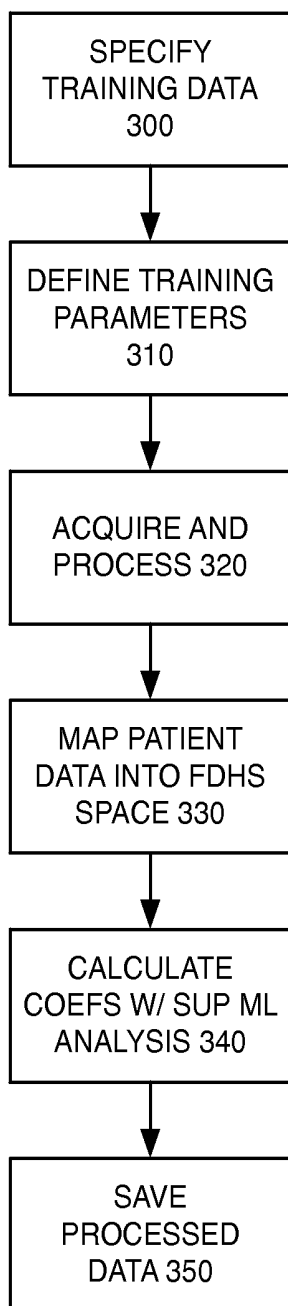 SPECIFY
TRAINING DATA
300
DEFINE TRAINING
PARAMETERS
310
ACQUIRE AND
PROCESS 320
MAP PATIENT
DATA INTO FDHS
SPACE 330
CALCULATE
COEFS W/ SUP ML
ANALYSIS 340
SAVE
PROCESSED
DATA 350